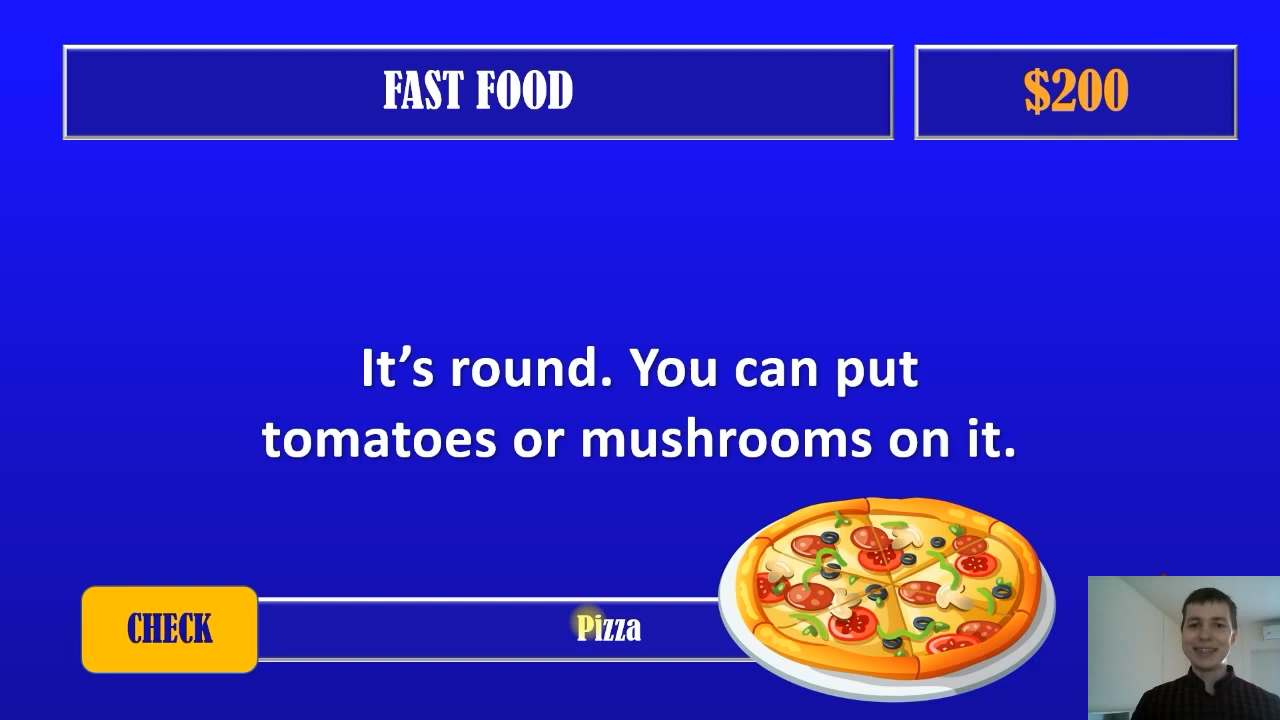 FAST FOOD
$200
It’s round. You can put
tomatoes or mushrooms on it.
CHECK
Pizza